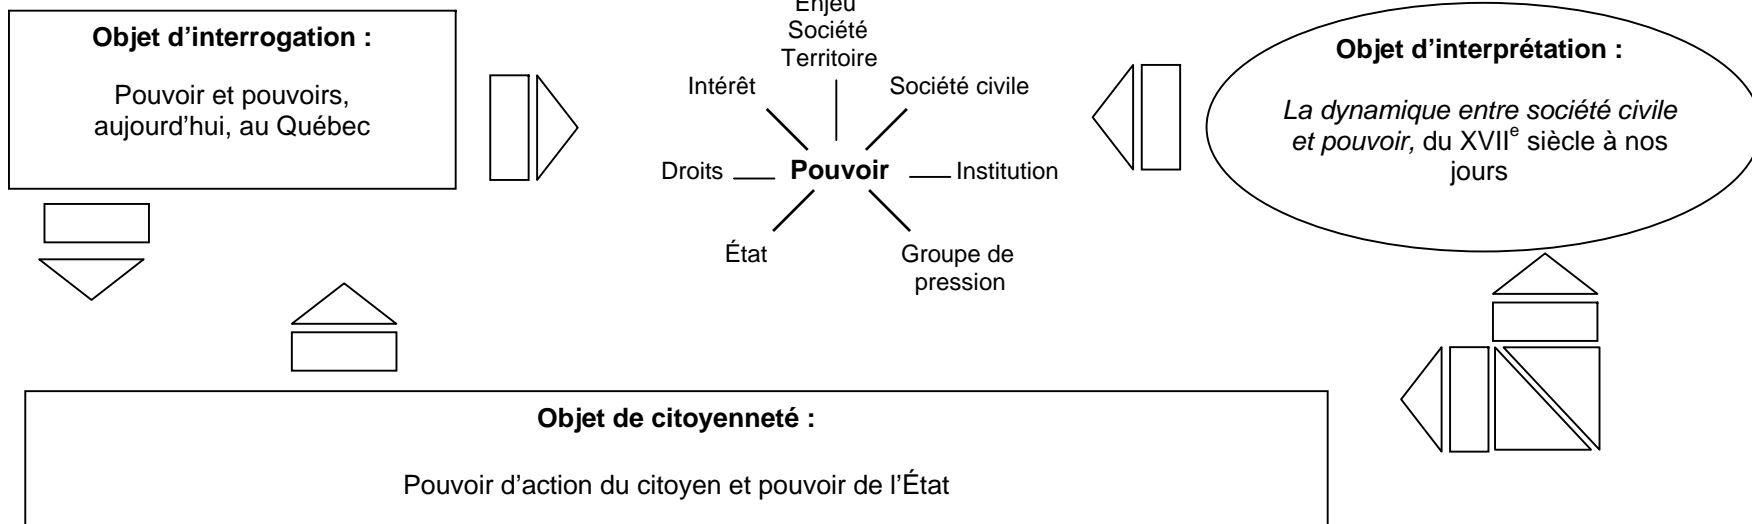 Objet d'interrogation :
Pouvoir et pouvoirs,
aujourd'hui, au Québec
Enjeu
Société
Territoire
Intérêt
Société civile
Droits
Pouvoir
Institution
État
Groupe de
pression
Objet d'interprétation :
La dynamique entre société civile
et pouvoir, du XVIIe siècle à nos
jours
Objet de citoyenneté :
Pouvoir d'action du citoyen et pouvoir de l'État